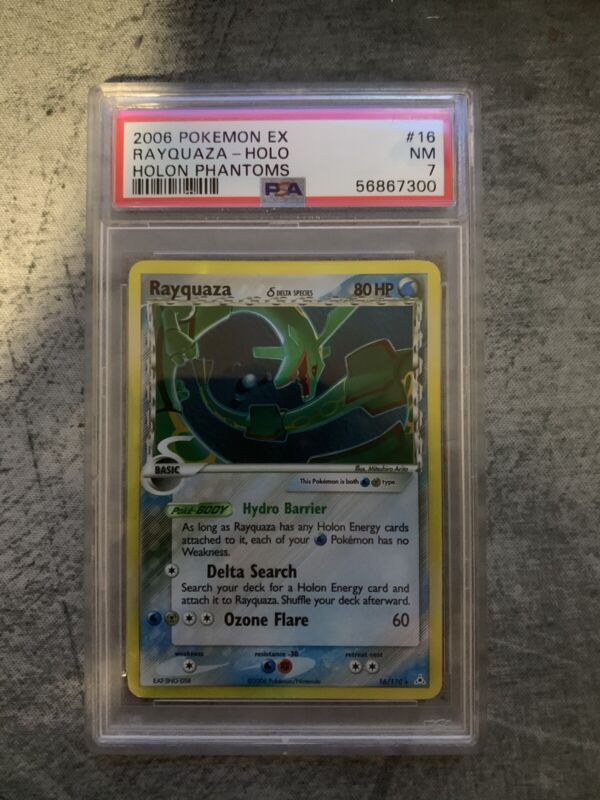 2006 POKEMON EX #16
RAYQUAZA - HOLO NM
HOLON PHANTOMS 7
PSA 56867300
Rayquaza δ DELTA SPECIES 80 HP
BASIC
Illus. Mitsuhiro Arita
This Pokémon is both type.
Poké-BODY Hydro Barrier
As long as Rayquaza has any Holon Energy cards
attached to it, each of your Pokémon has no
Weakness.
Delta Search
Search your deck for a Holon Energy card and
attach it to Rayquaza. Shuffle your deck afterward.
Ozone Flare 60
weakness resistance -30 retreat cost
©2006 Pokémon/Nintendo 16/110